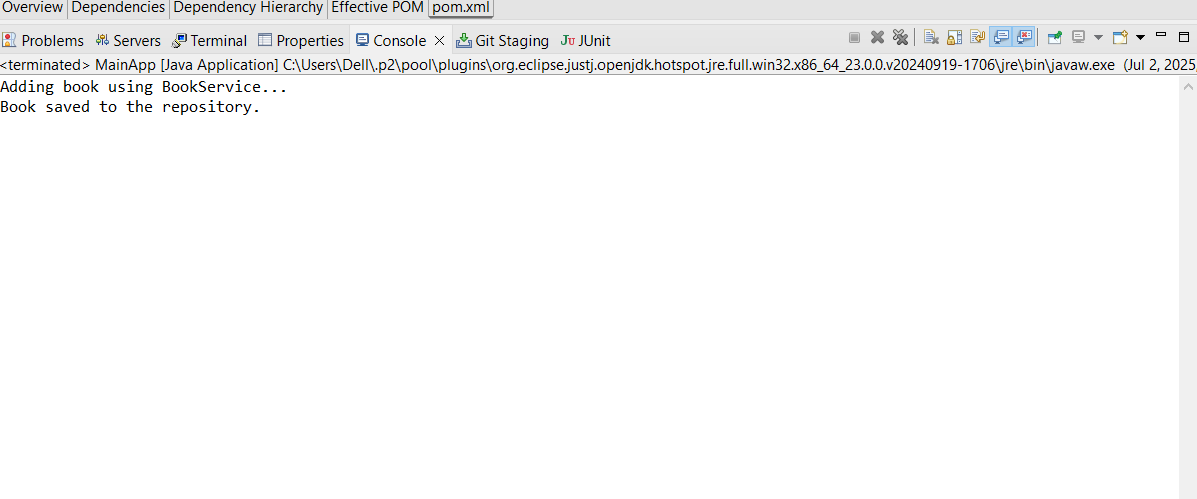 Overview Dependencies Dependency Hierarchy Effective POM pom.xml
Problems Servers Terminal Properties Console Git Staging Ju JUnit
<terminated> MainApp [Java Application] C:\Users\Dell\.p2\pool\plugins\org.eclipse.justj.openjdk.hotspot.jre.full.win32.x86_64_23.0.0.v20240919-1706\jre\bin\javaw.exe (Jul 2, 2025,
Adding book using BookService...
Book saved to the repository.